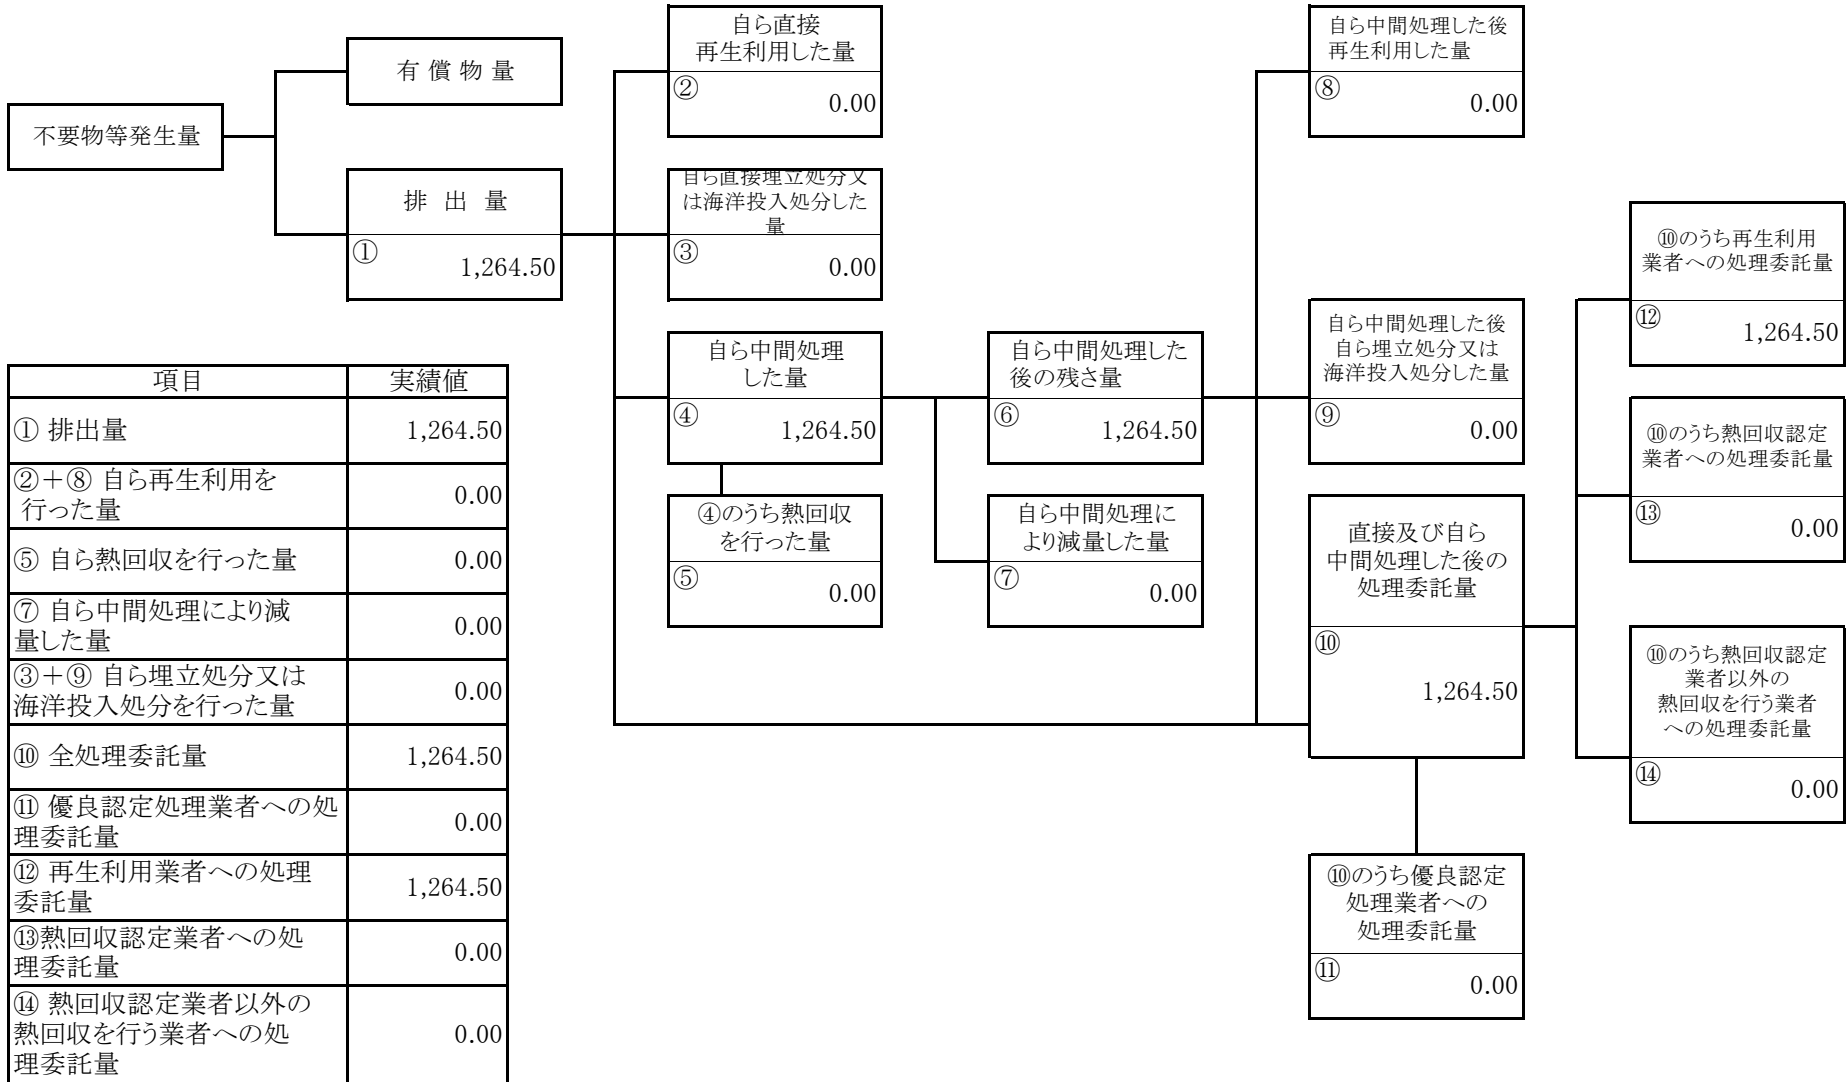 自ら直接
再生利用した量
②
0.00
自ら中間処理した後
再生利用した量
⑧
0.00
有 償 物 量
不要物等発生量
排 出 量
①
1,264.50
自ら直接埋立処分又
は海洋投入処分した
量
③
0.00
⑩のうち再生利用
業者への処理委託量
⑫
1,264.50
自ら中間処理
した量
④
1,264.50
自ら中間処理した
後の残さ量
⑥
1,264.50
自ら中間処理した後
自ら埋立処分又は
海洋投入処分した量
⑨
0.00
⑩のうち熱回収認定
業者への処理委託量
⑬
0.00
④のうち熱回収
を行った量
⑤
0.00
自ら中間処理に
より減量した量
⑦
0.00
直接及び自ら
中間処理した後の
処理委託量
⑩
1,264.50
⑩のうち熱回収認定
業者以外の
熱回収を行う業者
への処理委託量
⑭
0.00
⑩のうち優良認定
処理業者への
処理委託量
⑪
0.00
項目 実績値
① 排出量 1,264.50
②+⑧ 自ら再生利用を
行った量 0.00
⑤ 自ら熱回収を行った量 0.00
⑦ 自ら中間処理により減
量した量 0.00
③+⑨ 自ら埋立処分又は
海洋投入処分を行った量 0.00
⑩ 全処理委託量 1,264.50
⑪ 優良認定処理業者への処
理委託量 0.00
⑫ 再生利用業者への処理
委託量 1,264.50
⑬熱回収認定業者への処
理委託量 0.00
⑭ 熱回収認定業者以外の
熱回収を行う業者への処
理委託量 0.00